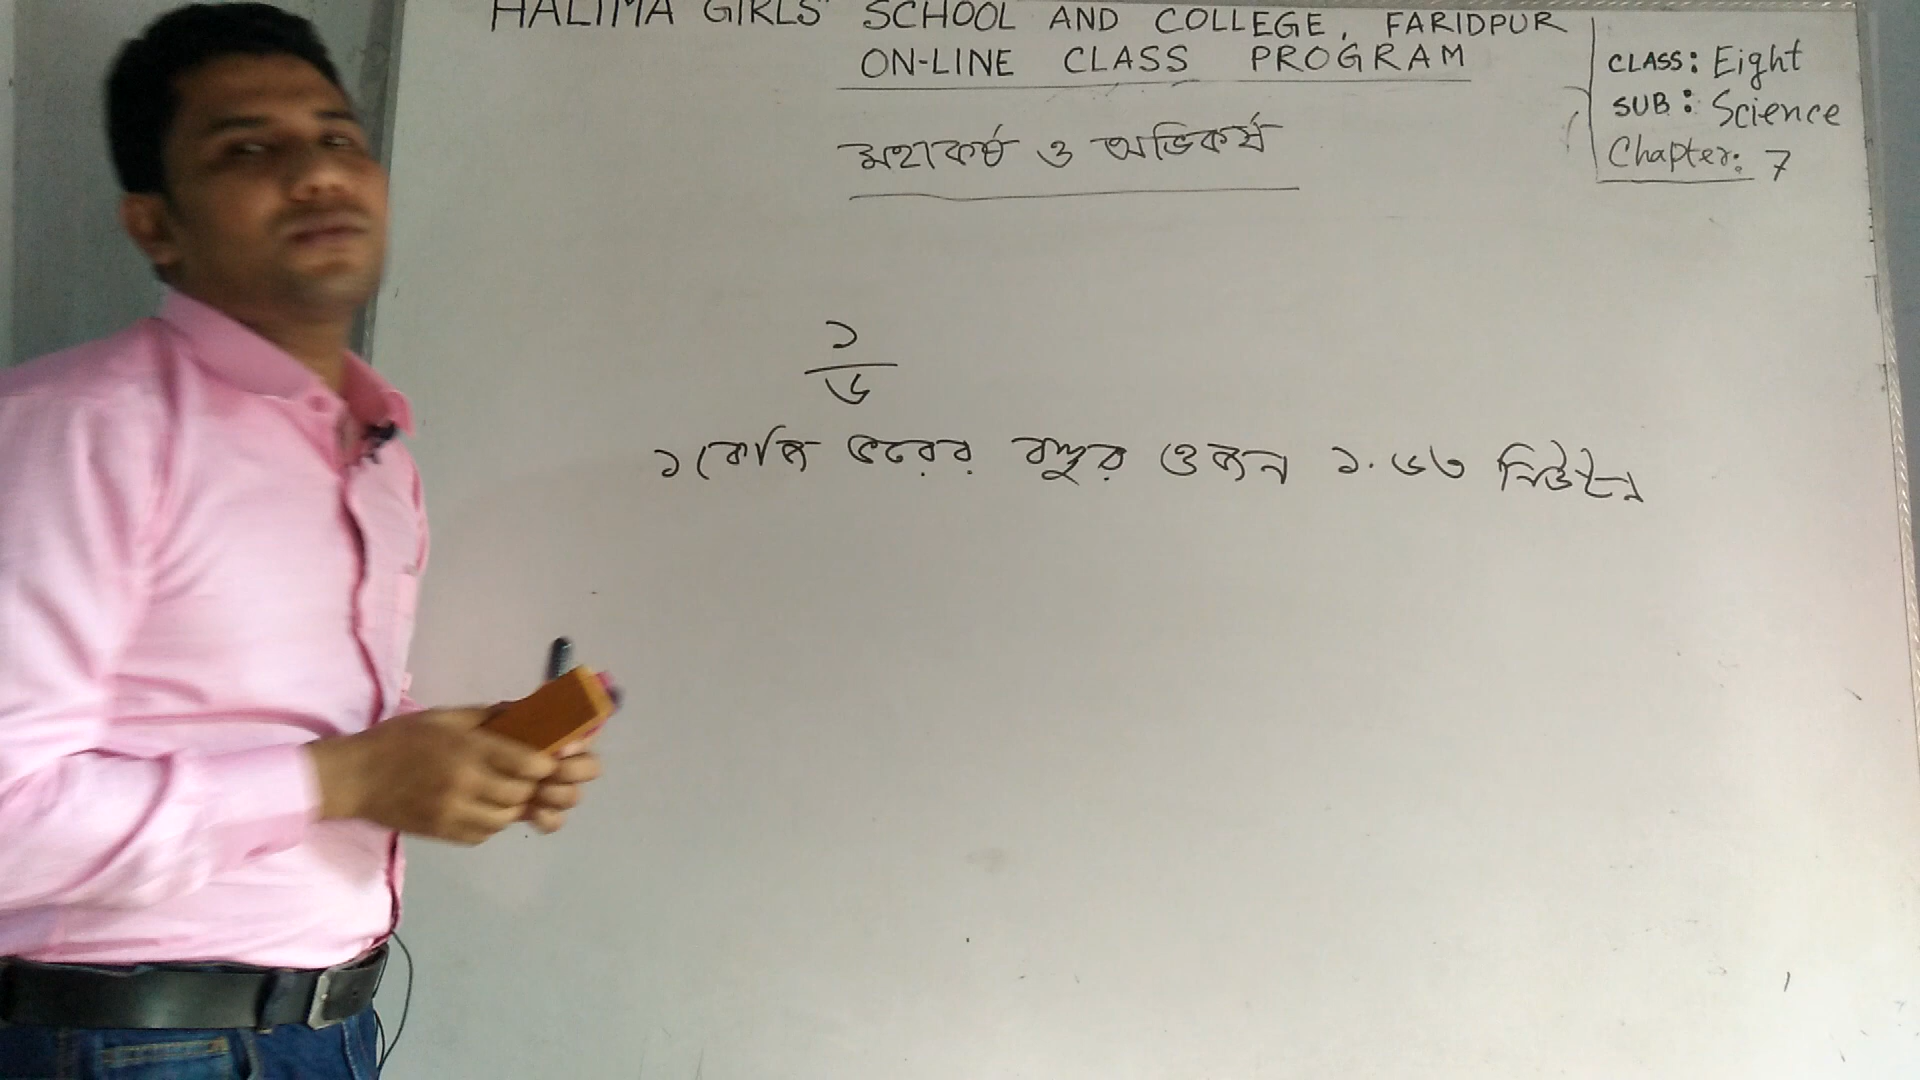 HALIMA GIRLS' SCHOOL AND COLLEGE, FARIDPUR
ON-LINE CLASS PROGRAM
CLASS: Eight
SUB: Science
Chapter: 7
মহাকর্ষ ও অভিকর্ষ
১
৬
১ কেজি ভরের বস্তুর ওজন ১.৬৩ নিউটন